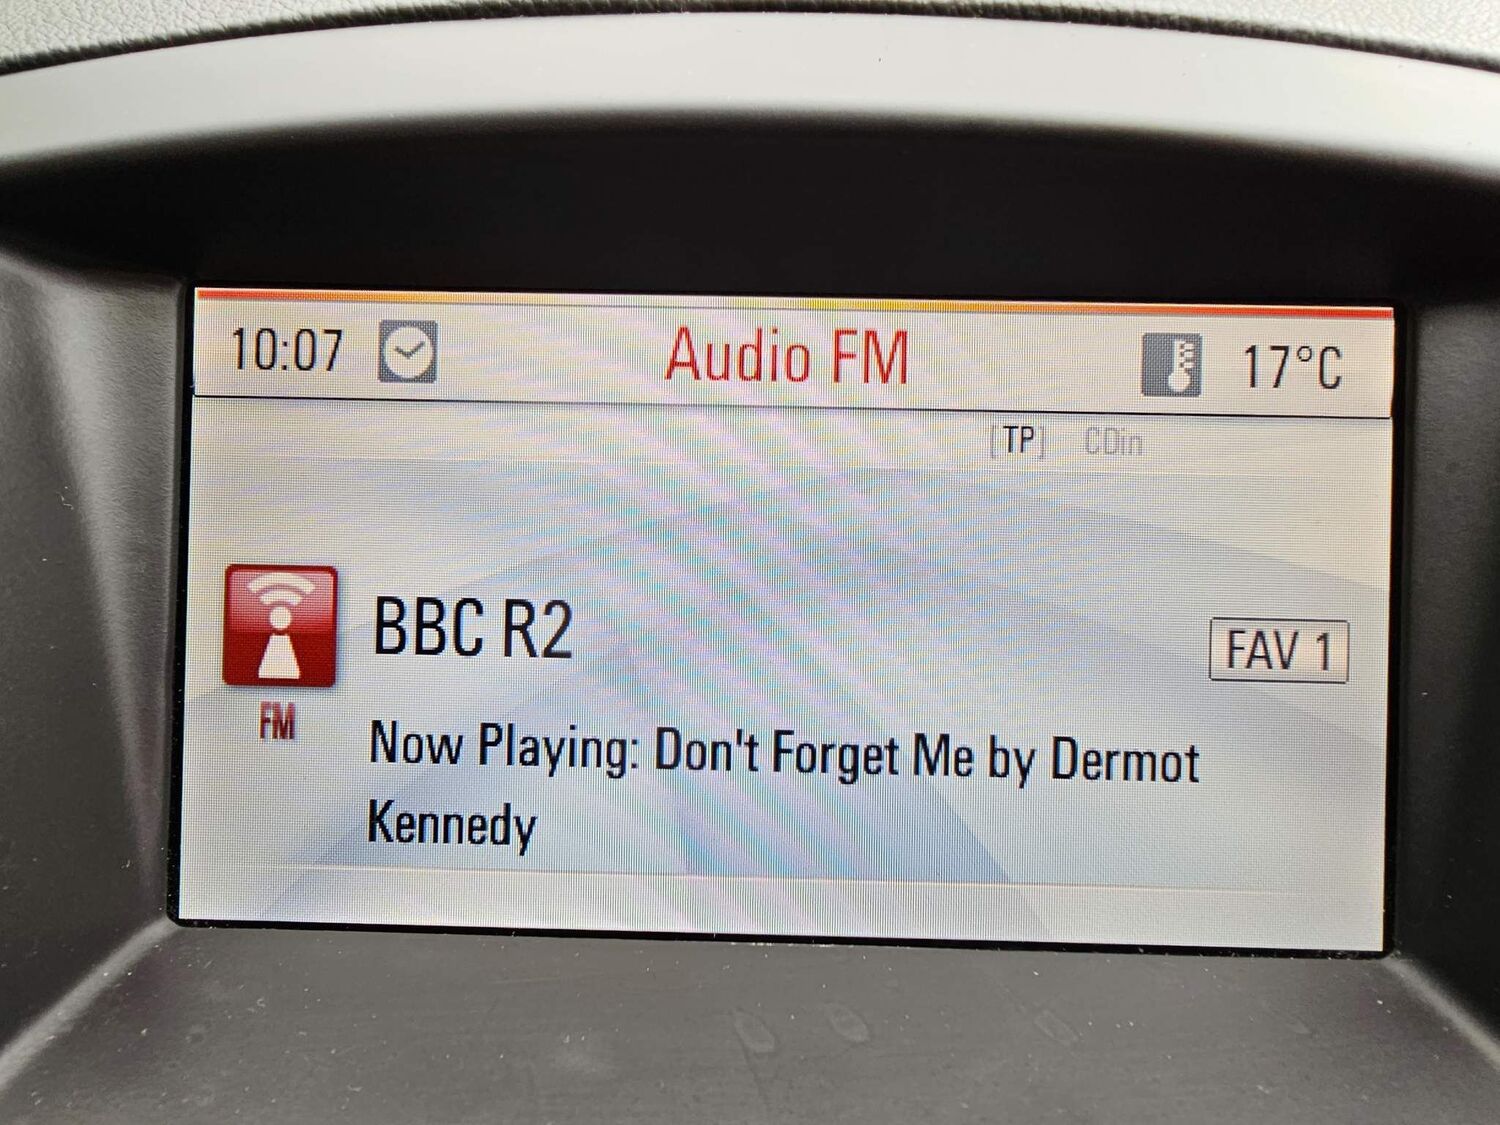 10:07 Audio FM 17°C
[TP] CDin
BBC R2 FAV 1
FM
Now Playing: Don't Forget Me by Dermot
Kennedy